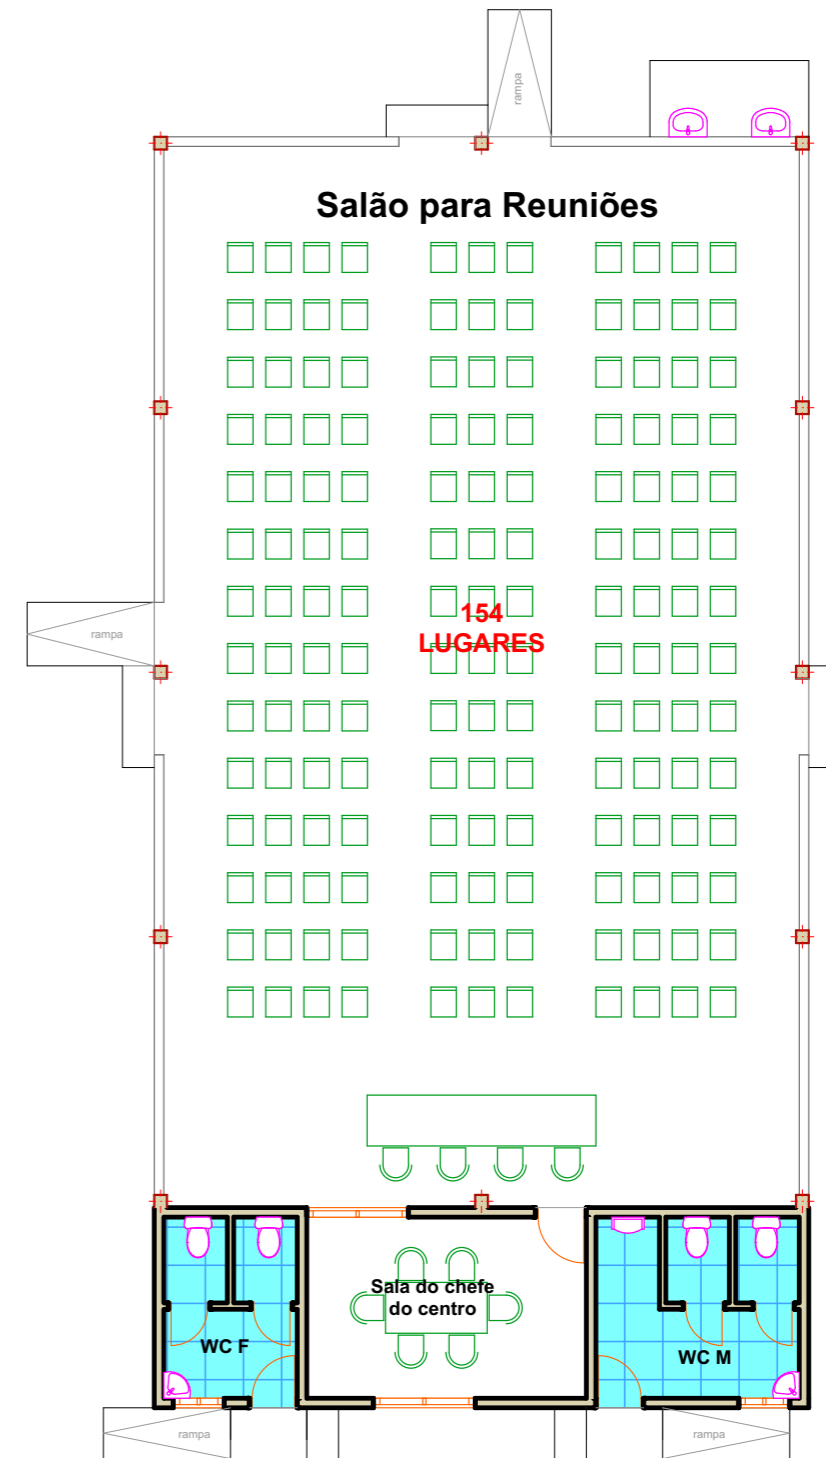 rampa
Salão para Reuniões
154
LUGARES
rampa
Sala do chefe
do centro
WC F
WC M
rampa
rampa